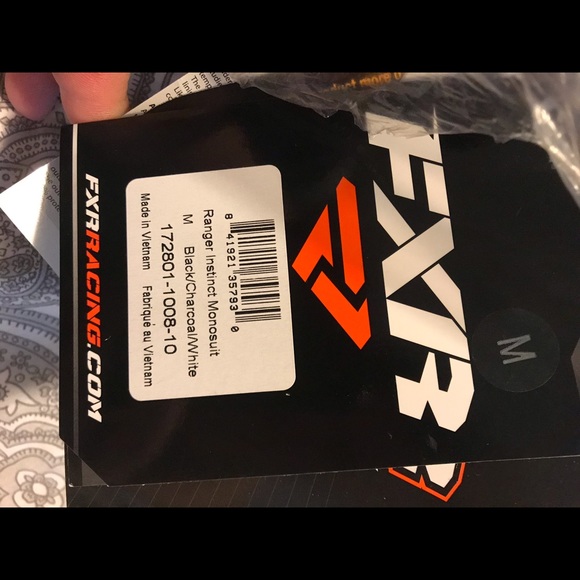 FXR
M
8 41921 35793 0
Ranger Instinct Monosuit
M Black/Charcoal/White
172801-1008-10
Made in Vietnam Fabriqué au Vietnam
FXRRACING.COM